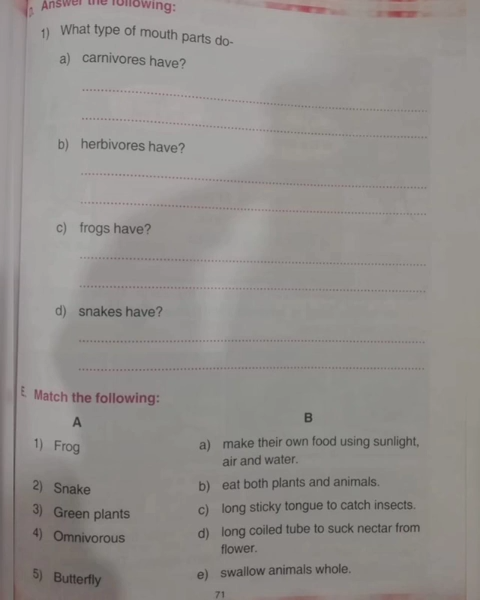 D. Answer the following:
1) What type of mouth parts do-
a) carnivores have?
b) herbivores have?
c) frogs have?
d) snakes have?
E. Match the following:
A B
1) Frog a) make their own food using sunlight,
air and water.
2) Snake b) eat both plants and animals.
3) Green plants c) long sticky tongue to catch insects.
4) Omnivorous d) long coiled tube to suck nectar from
flower.
5) Butterfly e) swallow animals whole.
71